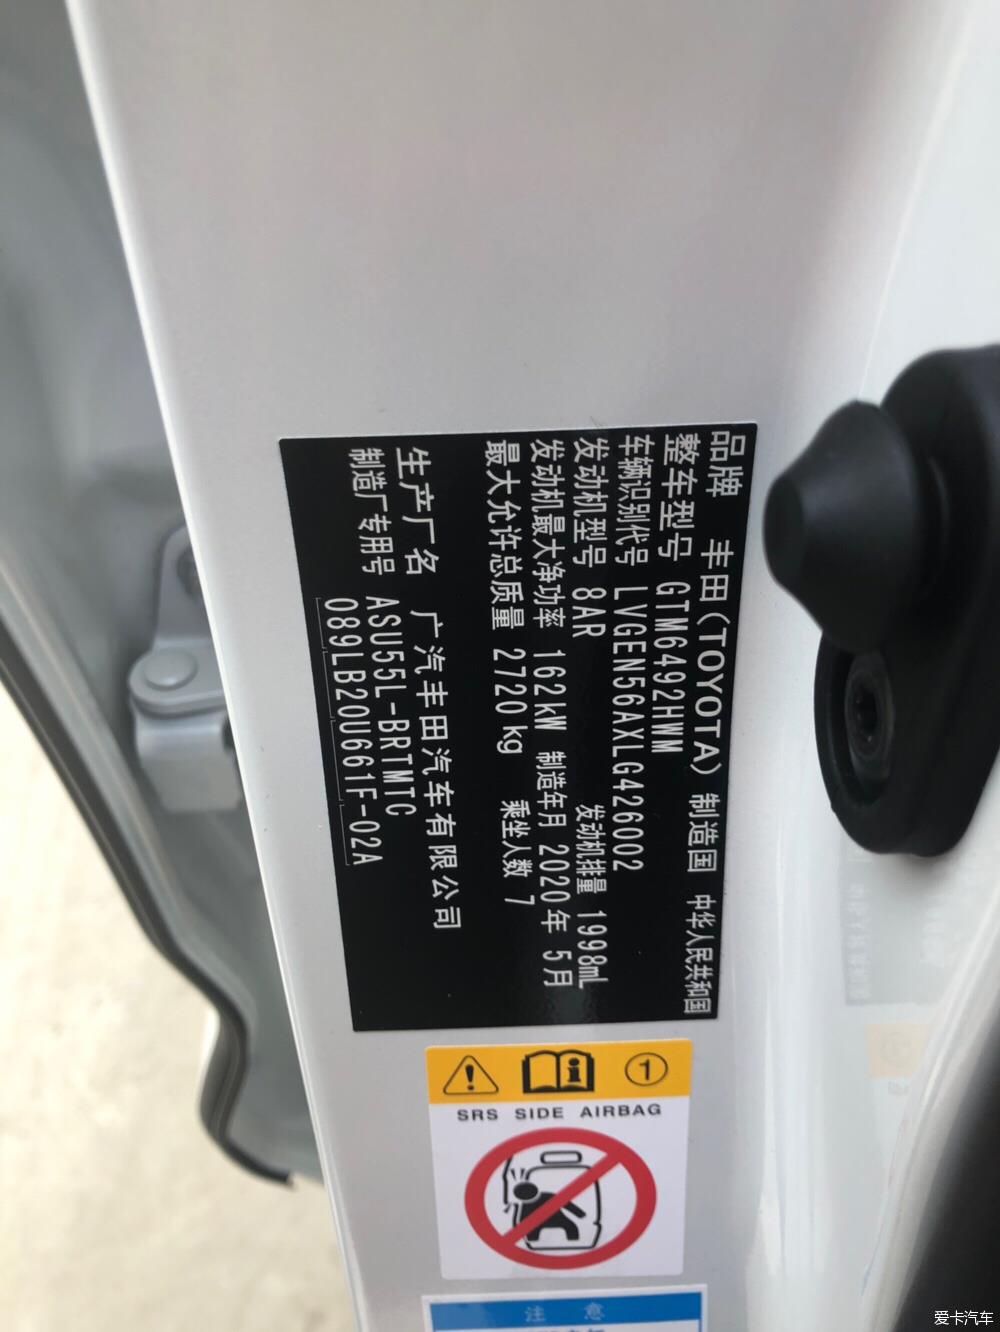 品牌 丰田(TOYOTA) 制造国 中华人民共和国
整车型号 GTM6492HWM
车辆识别代号 LVGEN56AXLG426002
发动机型号 8AR 发动机排量 1998mL
发动机最大净功率 162kW 制造年月 2020年 5月
最大允许总质量 2720kg 乘坐人数 7
生产厂名 广汽丰田汽车有限公司
制造厂专用号 ASU55L-BRTMTC
089LB20U661F-02A
1
SRS SIDE AIRBAG
注 意
爱卡汽车